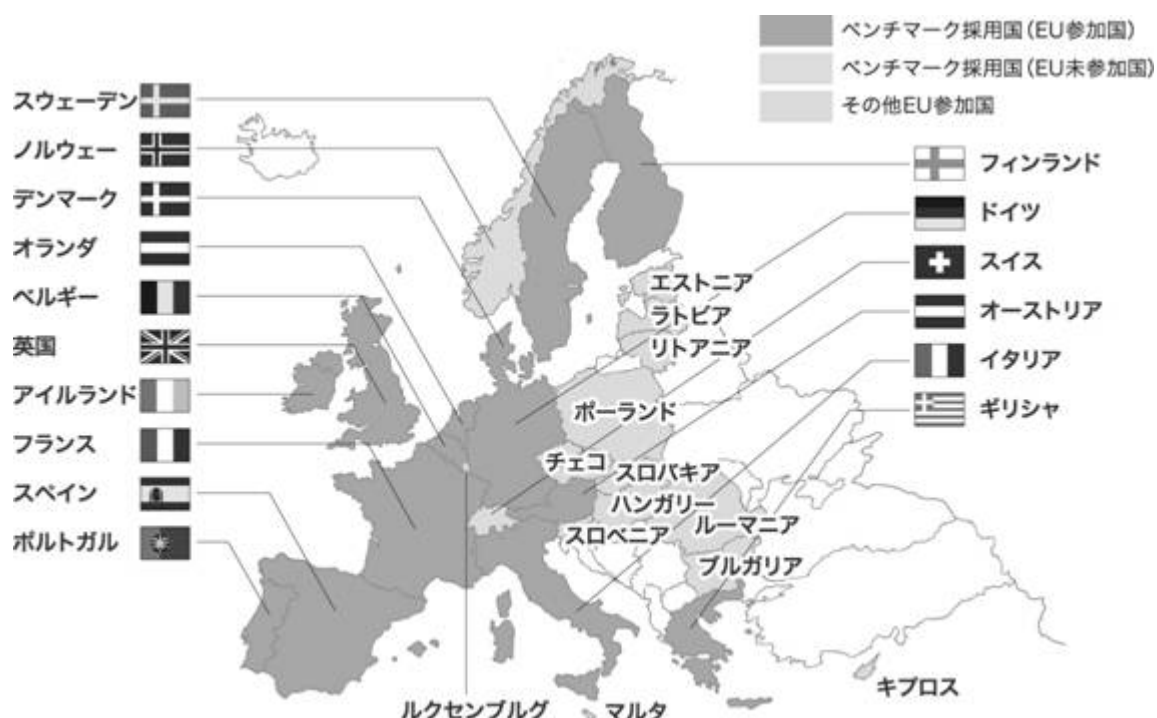 ベンチマーク採用国(EU参加国)
ベンチマーク採用国(EU未参加国)
その他EU参加国
スウェーデン
ノルウェー
デンマーク
オランダ
ベルギー
英国
アイルランド
フランス
スペイン
ポルトガル
フィンランド
ドイツ
スイス
オーストリア
イタリア
ギリシャ
エストニア
ラトビア
リトアニア
ポーランド
チェコ
スロバキア
ハンガリー
スロベニア
ルーマニア
ブルガリア
キプロス
ルクセンブルグ
マルタ